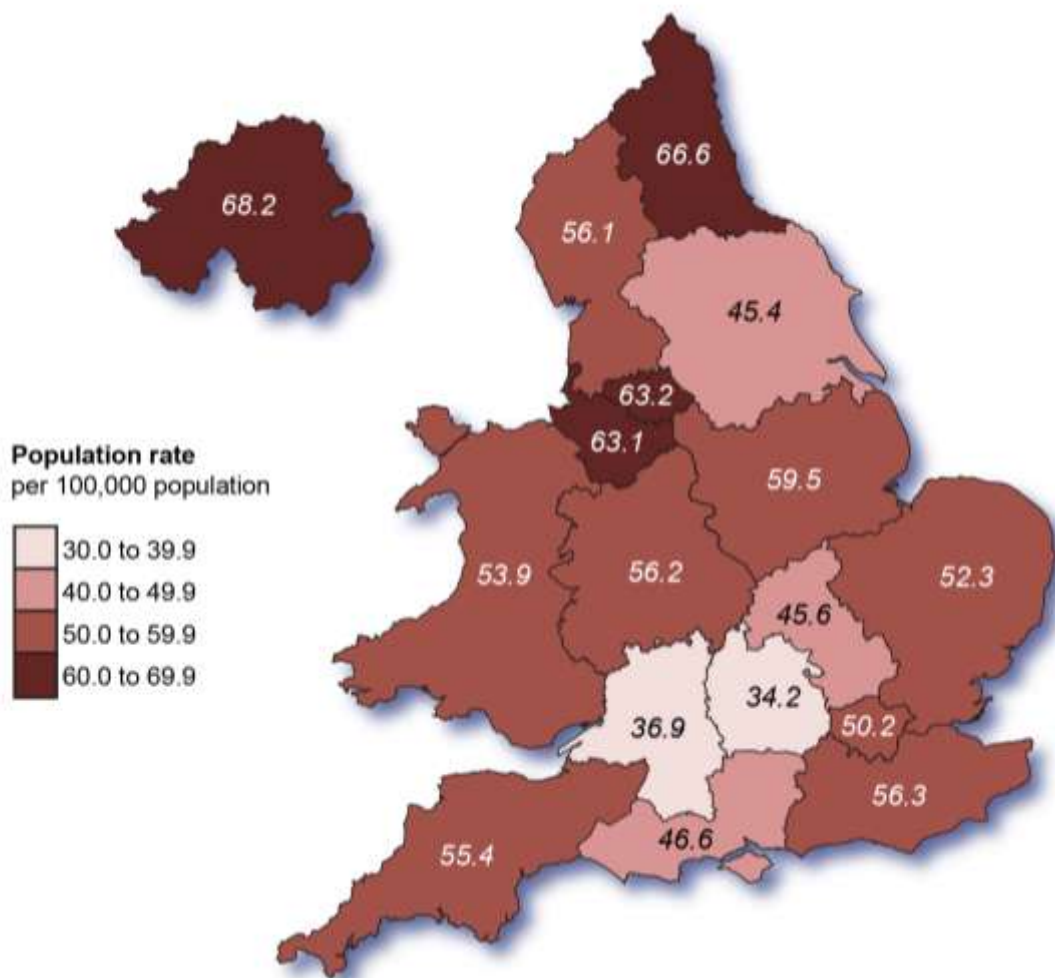 66.6
68.2
56.1
45.4
63.2
63.1
Population rate
per 100,000 population
59.5
30.0 to 39.9
40.0 to 49.9
50.0 to 59.9
60.0 to 69.9
53.9
56.2
52.3
45.6
34.2
36.9
50.2
56.3
46.6
55.4